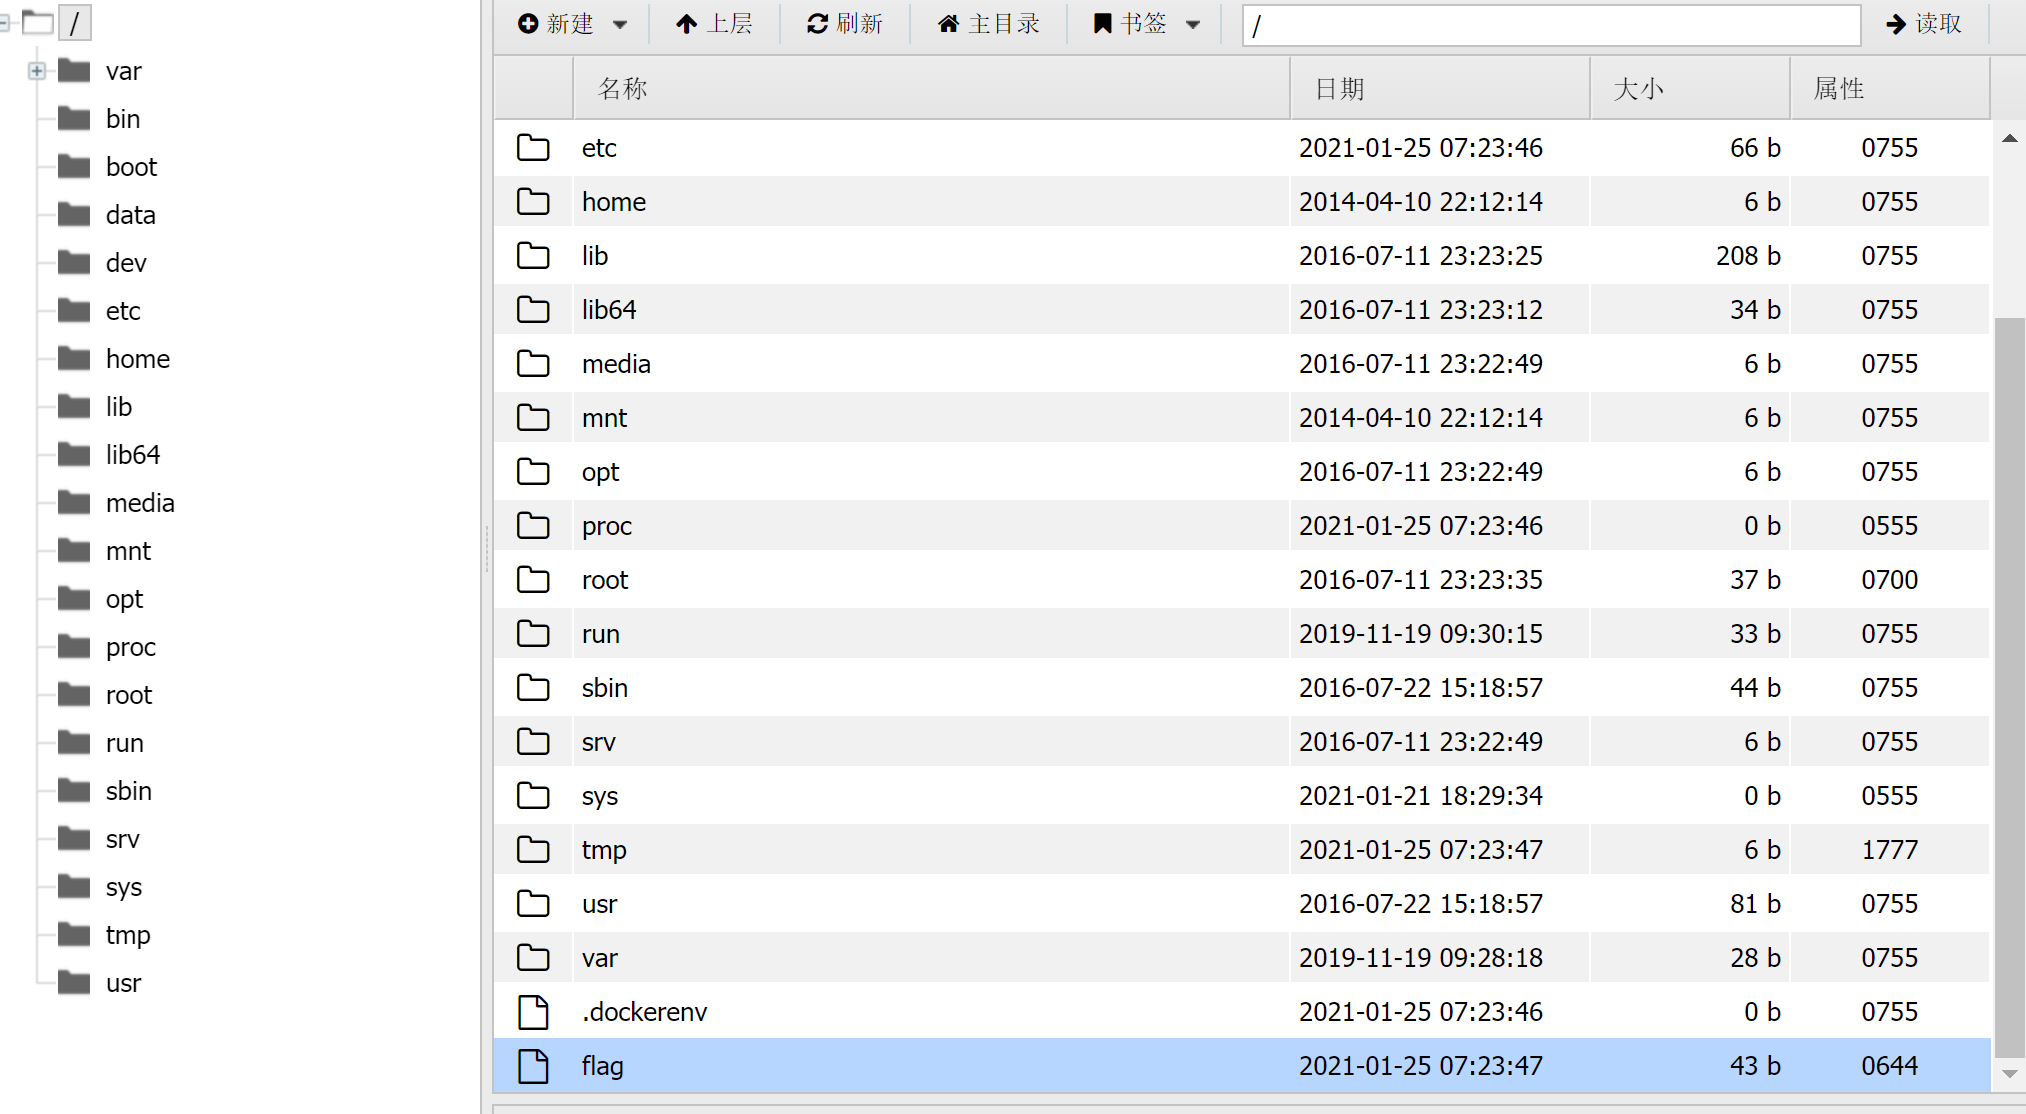 /
var
bin
boot
data
dev
etc
home
lib
lib64
media
mnt
opt
proc
root
run
sbin
srv
sys
tmp
usr
新建 上层 刷新 主目录 书签 / 读取
名称 日期 大小 属性
etc 2021-01-25 07:23:46 66 b 0755
home 2014-04-10 22:12:14 6 b 0755
lib 2016-07-11 23:23:25 208 b 0755
lib64 2016-07-11 23:23:12 34 b 0755
media 2016-07-11 23:22:49 6 b 0755
mnt 2014-04-10 22:12:14 6 b 0755
opt 2016-07-11 23:22:49 6 b 0755
proc 2021-01-25 07:23:46 0 b 0555
root 2016-07-11 23:23:35 37 b 0700
run 2019-11-19 09:30:15 33 b 0755
sbin 2016-07-22 15:18:57 44 b 0755
srv 2016-07-11 23:22:49 6 b 0755
sys 2021-01-21 18:29:34 0 b 0555
tmp 2021-01-25 07:23:47 6 b 1777
usr 2016-07-22 15:18:57 81 b 0755
var 2019-11-19 09:28:18 28 b 0755
.dockerenv 2021-01-25 07:23:46 0 b 0755
flag 2021-01-25 07:23:47 43 b 0644